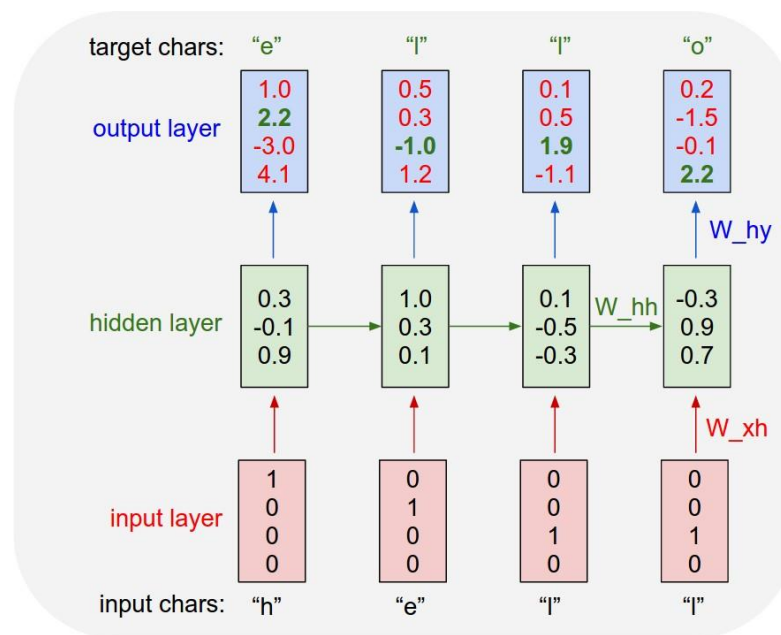 target chars: “e” “l” “l” “o”
1.0 0.5 0.1 0.2
2.2 0.3 0.5 -1.5
output layer
-3.0 -1.0 1.9 -0.1
4.1 1.2 -1.1 2.2
W_hy
0.3 1.0 0.1 -0.3
W_hh
hidden layer
-0.1 0.3 -0.5 0.9
0.9 0.1 -0.3 0.7
W_xh
1 0 0 0
0 1 0 0
input layer
0 0 1 1
0 0 0 0
input chars: “h” “e” “l” “l”